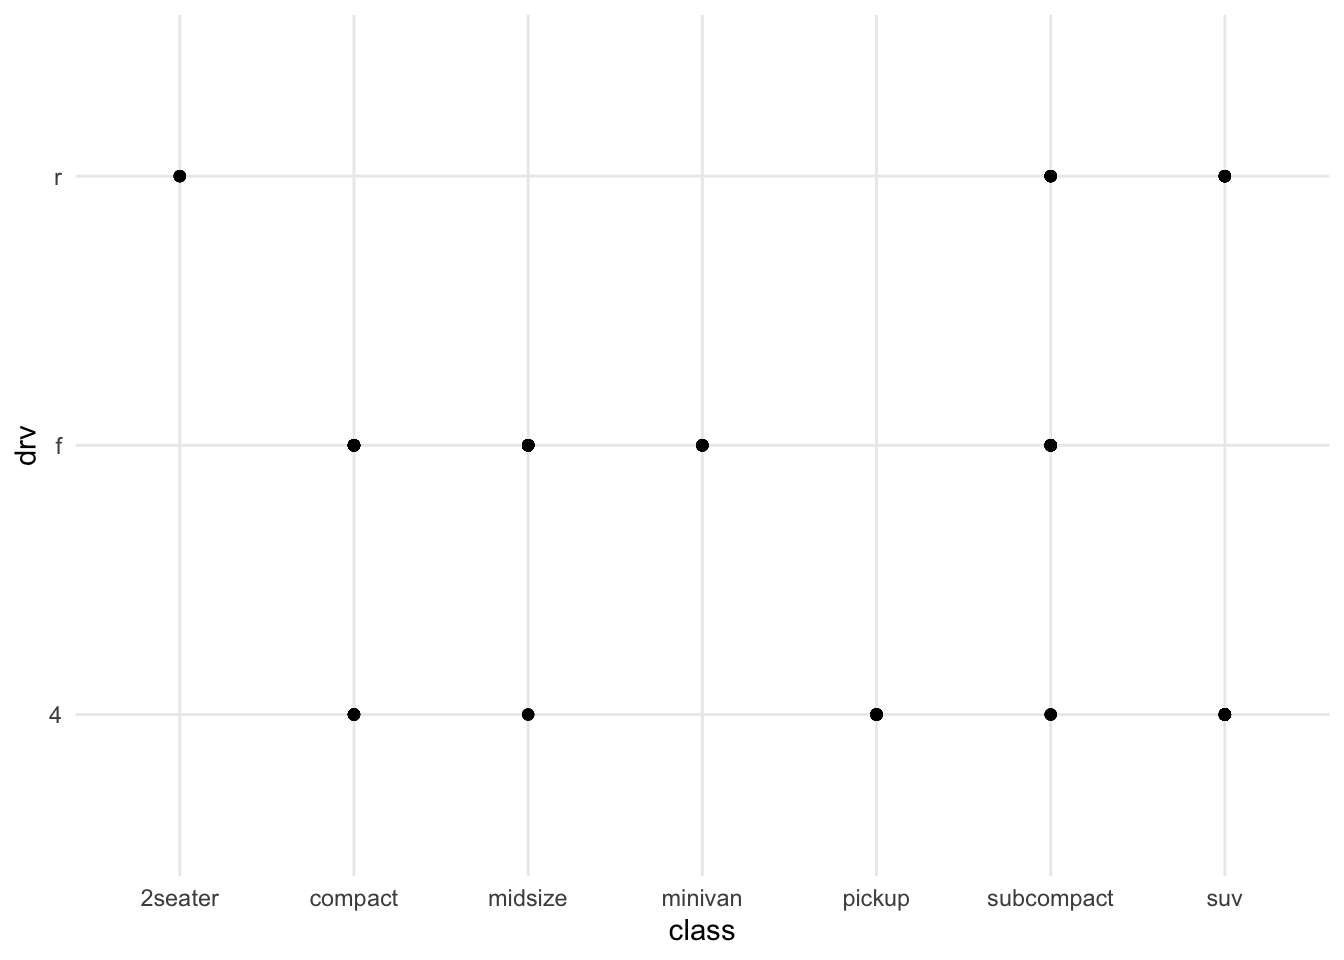 r
f
4
drv
2seater compact midsize minivan pickup subcompact suv
class